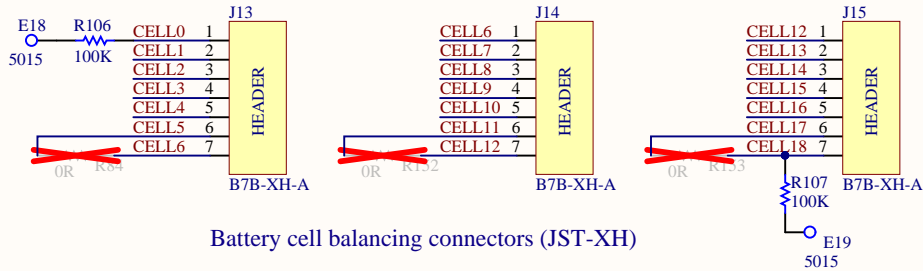 J13 J14 J15
E18 R106 CELL0 1 CELL6 1 CELL12 1
5015 100K CELL1 2 CELL7 2 CELL13 2
CELL2 3 CELL8 3 CELL14 3
CELL3 4 CELL9 4 CELL15 4
CELL4 5 CELL10 5 CELL16 5
CELL5 6 CELL11 6 CELL17 6
CELL6 7 CELL12 7 CELL18 7
HEADER HEADER HEADER
0R R84 0R R152 0R R153
B7B-XH-A B7B-XH-A B7B-XH-A
R107
100K
Battery cell balancing connectors (JST-XH)
E19
5015